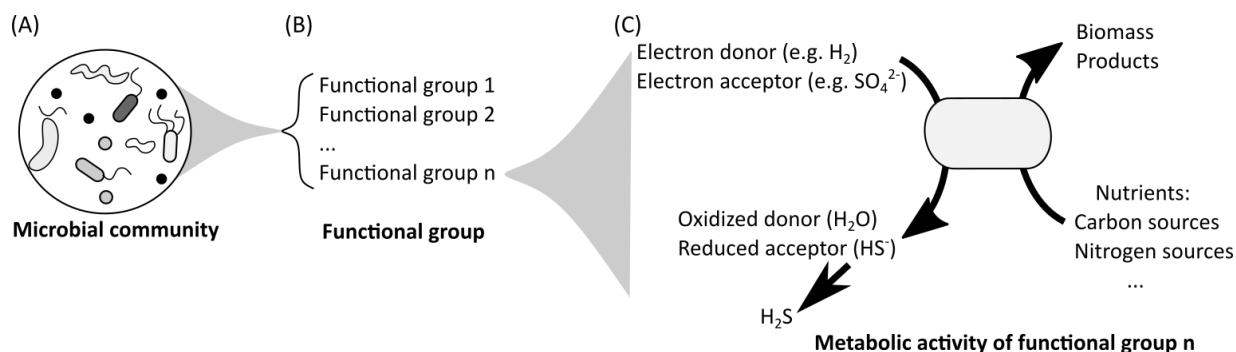 (A)
Microbial community
(B)
Functional group 1
Functional group 2
...
Functional group n
Functional group
(C)
Electron donor (e.g. H₂)
Electron acceptor (e.g. SO₄²⁻)
Biomass
Products
Oxidized donor (H₂O)
Reduced acceptor (HS⁻)
H₂S
Nutrients:
Carbon sources
Nitrogen sources
...
Metabolic activity of functional group n